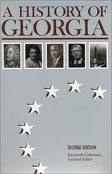 A HISTORY OF
GEORGIA
SECOND EDITION
Kenneth Coleman,
General Editor